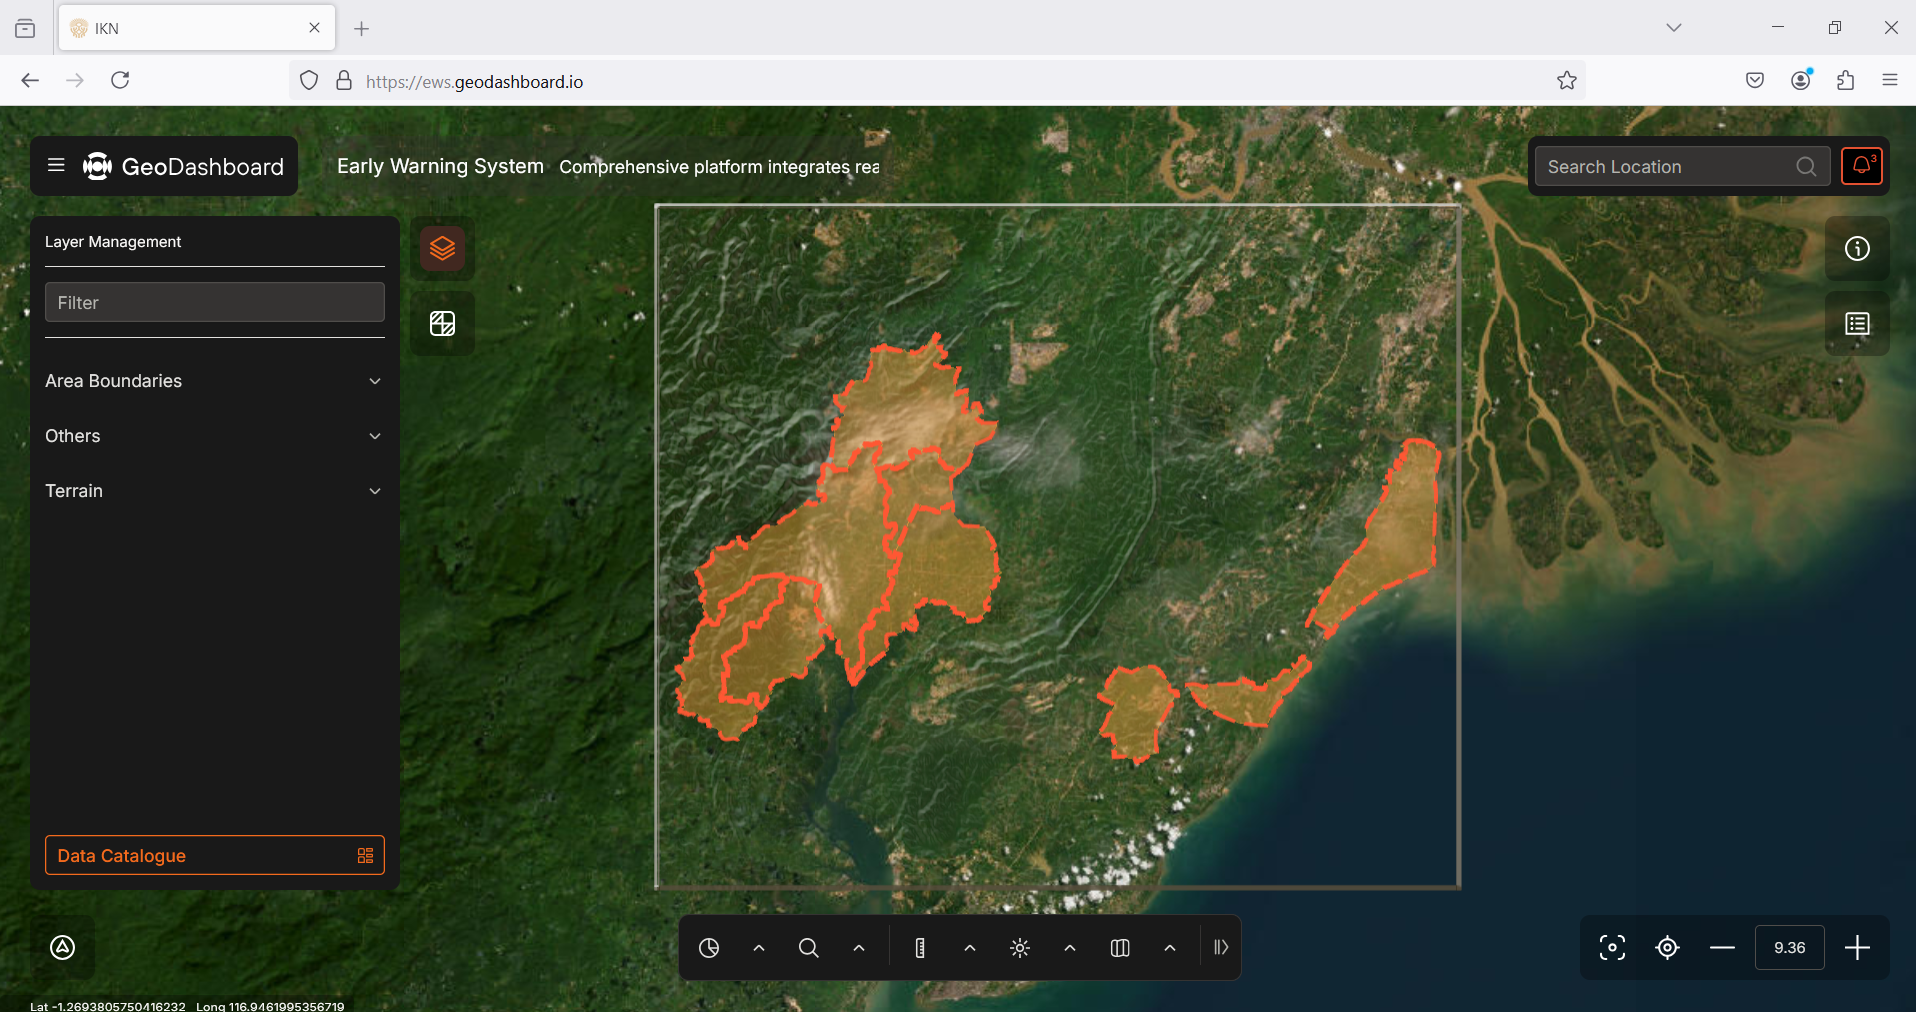 IKN
https://ews.geodashboard.io
GeoDashboard
Early Warning System Comprehensive platform integrates rea
Search Location
3
Layer Management
Filter
Area Boundaries
Others
Terrain
Data Catalogue
9.36
Lat -1.2693805750416232 Long 116.9461995356719